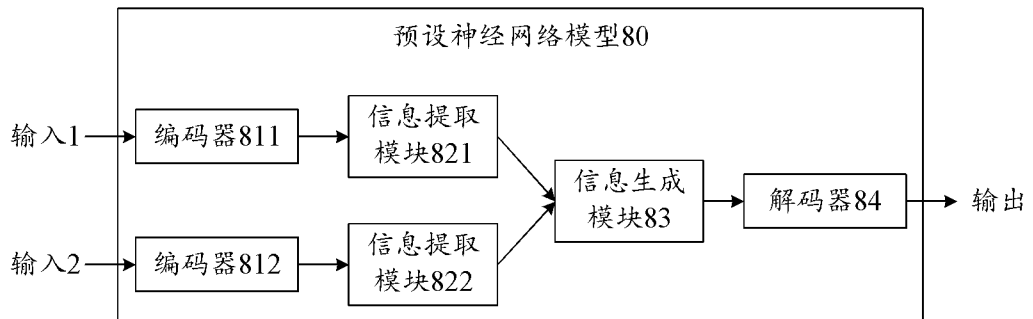 预设神经网络模型80
输入1
编码器811
信息提取
模块821
信息生成
模块83
解码器84
输出
输入2
编码器812
信息提取
模块822